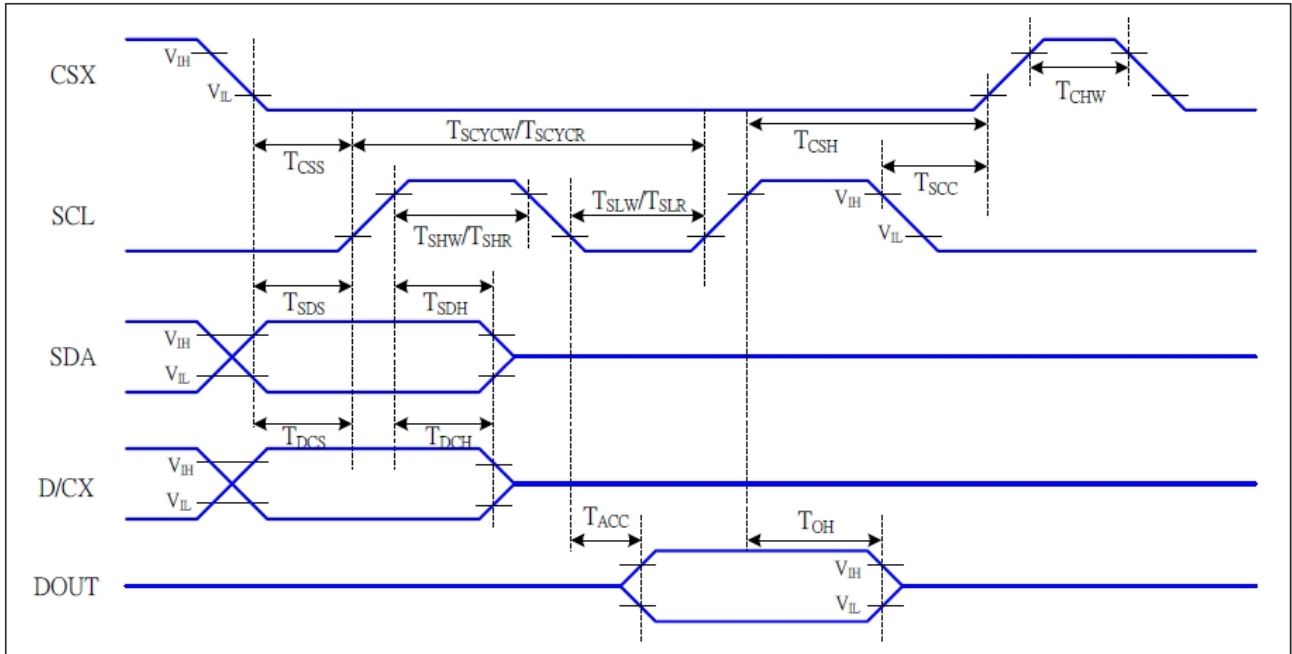 CSX
VIH
VIL
TCHW
TSCYCW/TSCYCR
TCSS
TCSH
TSCC
SCL
TSLW/TSLR
VIH
TSHW/TSHR
VIL
TSDS
TSDH
SDA
VIH
VIL
TDCS
TDCH
D/CX
VIH
VIL
TACC
TOH
DOUT
VIH
VIL